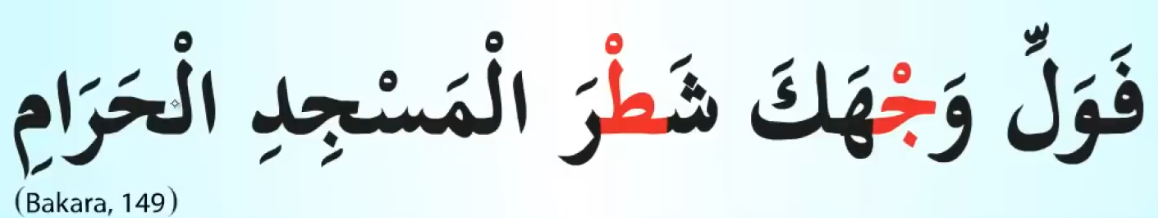 فَوَلِّ وَجْهَكَ شَطْرَ الْمَسْجِدِ الْحَرَامِ
(Bakara, 149)